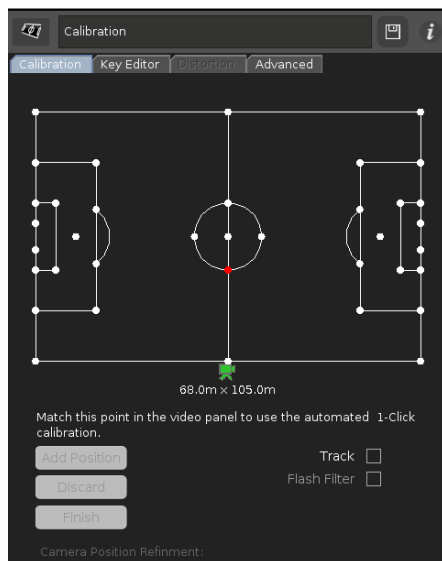 Calibration
Calibration Key Editor Distortion Advanced
68.0m × 105.0m
Match this point in the video panel to use the automated 1-Click
calibration.
Add Position
Track
Flash Filter
Discard
Finish
Camera Position Refinment: